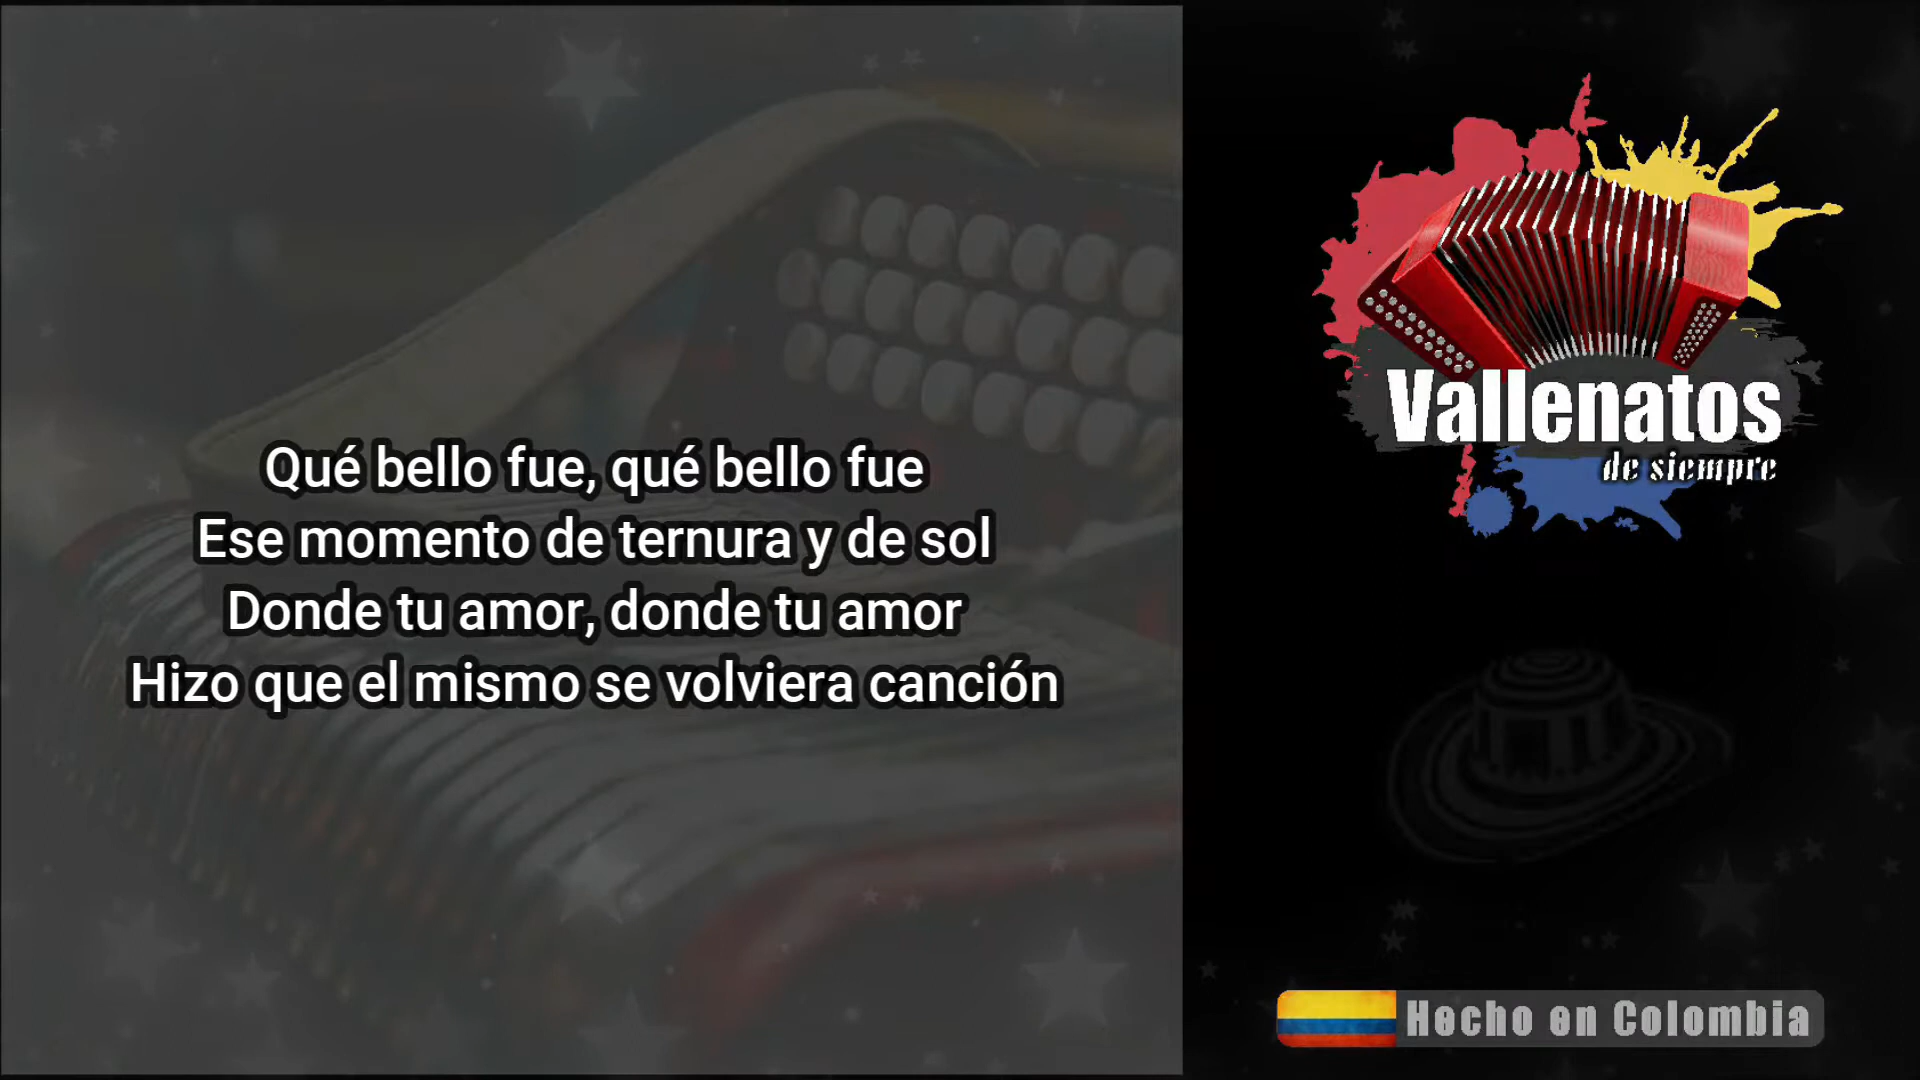 Qué bello fue, qué bello fue
Ese momento de ternura y de sol
Donde tu amor, donde tu amor
Hizo que el mismo se volviera canción
Vallenatos
de siempre
Hecho en Colombia